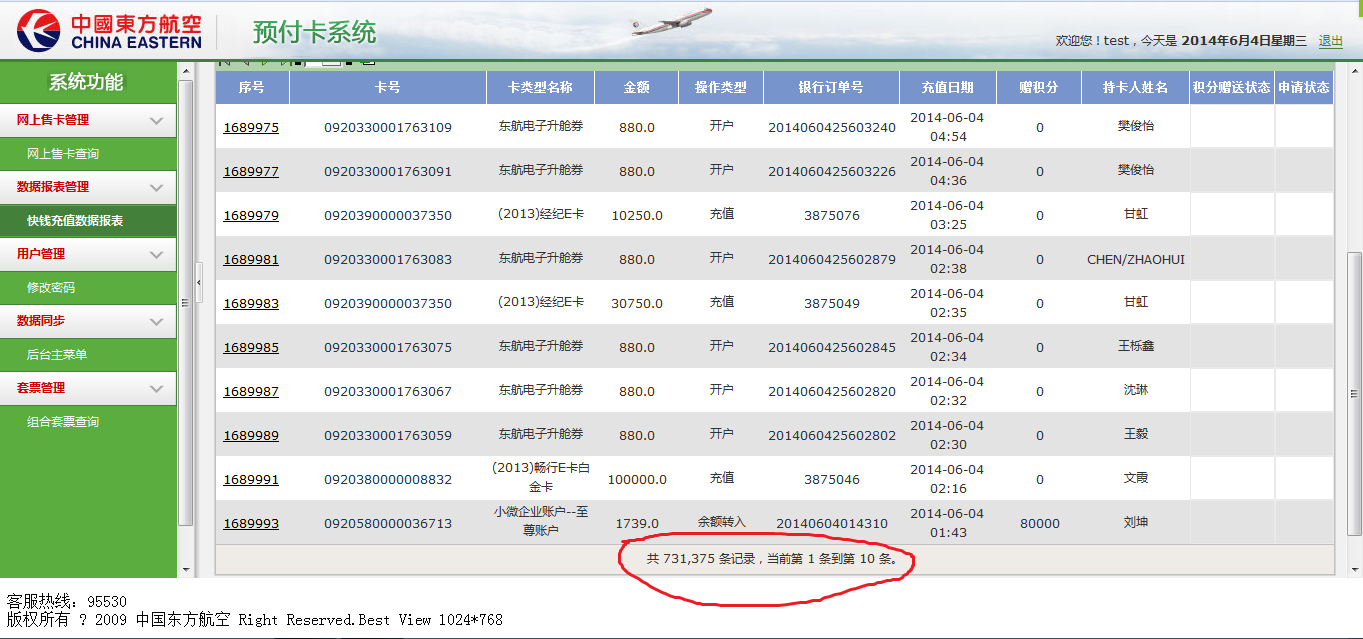 中國東方航空
CHINA EASTERN
预付卡系统
欢迎您！test，今天是 2014年6月4日星期三 退出
系统功能
网上售卡管理
网上售卡查询
数据报表管理
快钱充值数据报表
用户管理
修改密码
数据同步
后台主菜单
套票管理
组合套票查询
序号 卡号 卡类型名称 金额 操作类型 银行订单号 充值日期 赠积分 持卡人姓名 积分赠送状态 申请状态
1689975 0920330001763109 东航电子升舱券 880.0 开户 2014060425603240 2014-06-04 04:54 0 樊俊怡
1689977 0920330001763091 东航电子升舱券 880.0 开户 2014060425603226 2014-06-04 04:36 0 樊俊怡
1689979 0920390000037350 (2013)经纪E卡 10250.0 充值 3875076 2014-06-04 03:25 0 甘虹
1689981 0920330001763083 东航电子升舱券 880.0 开户 2014060425602879 2014-06-04 02:38 0 CHEN/ZHAOHUI
1689983 0920390000037350 (2013)经纪E卡 30750.0 充值 3875049 2014-06-04 02:35 0 甘虹
1689985 0920330001763075 东航电子升舱券 880.0 开户 2014060425602845 2014-06-04 02:34 0 王栎鑫
1689987 0920330001763067 东航电子升舱券 880.0 开户 2014060425602820 2014-06-04 02:32 0 沈琳
1689989 0920330001763059 东航电子升舱券 880.0 开户 2014060425602802 2014-06-04 02:30 0 王毅
1689991 0920380000008832 (2013)畅行E卡白金卡 100000.0 充值 3875046 2014-06-04 02:16 0 文霞
1689993 0920580000036713 小微企业账户--至尊账户 1739.0 余额转入 20140604014310 2014-06-04 01:43 80000 刘坤
共 731,375 条记录，当前第 1 条到第 10 条。
客服热线：95530
版权所有 ? 2009 中国东方航空 Right Reserved.Best View 1024*768